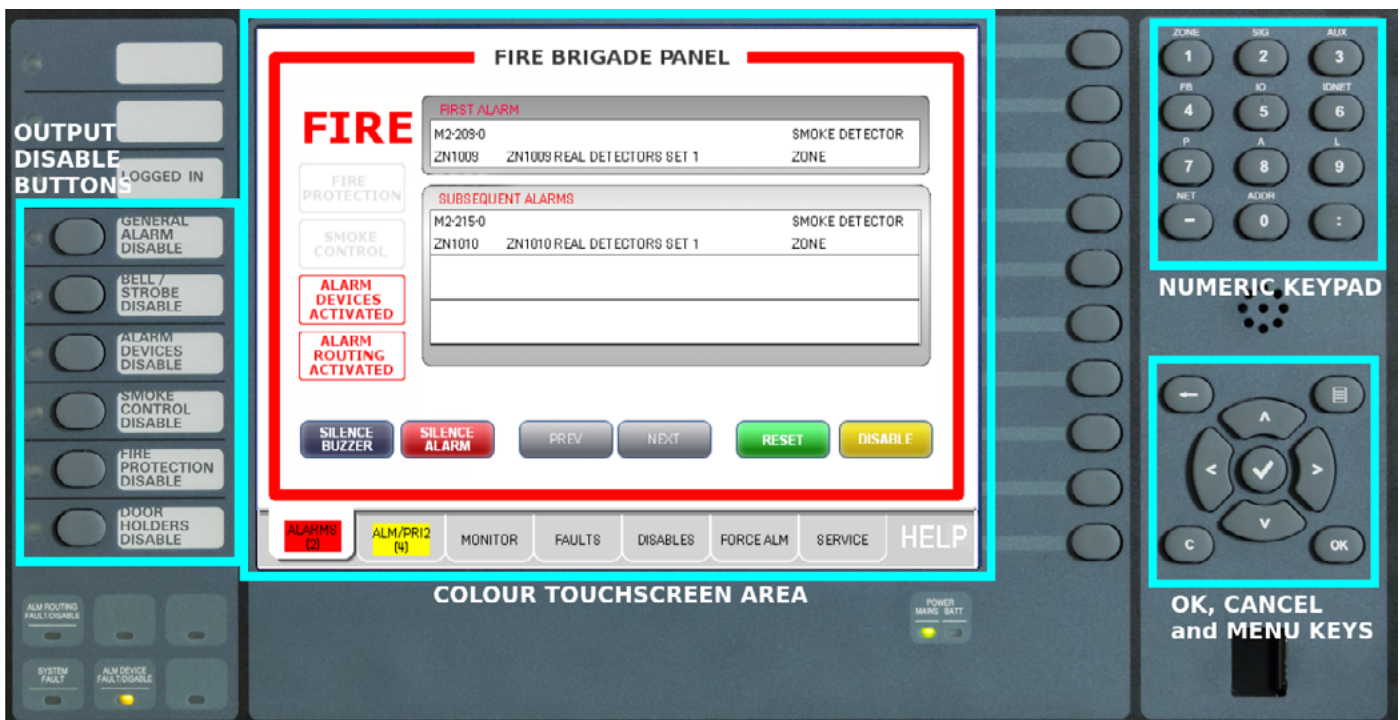 OUTPUT
DISABLE
BUTTONS
LOGGED IN
GENERAL
ALARM
DISABLE
BELL /
STROBE
DISABLE
ALARM
DEVICES
DISABLE
SMOKE
CONTROL
DISABLE
FIRE
PROTECTION
DISABLE
DOOR
HOLDERS
DISABLE
ALM ROUTING
FAULT/DISABLE
SYSTEM
FAULT
ALM DEVICE
FAULT/DISABLE
FIRE BRIGADE PANEL
FIRE
FIRE
PROTECTION
SMOKE
CONTROL
ALARM
DEVICES
ACTIVATED
ALARM
ROUTING
ACTIVATED
FIRST ALARM
M2-209-0 SMOKE DETECTOR
ZN1009 ZN1009 REAL DETECTORS SET 1 ZONE
SUBSEQUENT ALARMS
M2-215-0 SMOKE DETECTOR
ZN1010 ZN1010 REAL DETECTORS SET 1 ZONE
SILENCE
BUZZER
SILENCE
ALARM
PREV
NEXT
RESET
DISABLE
ALARMS
(2)
ALM/PRI2
(4)
MONITOR
FAULTS
DISABLES
FORCE ALM
SERVICE
HELP
COLOUR TOUCHSCREEN AREA
POWER
MAINS BATT
ZONE SIG AUX
1 2 3
FB IO IDNET
4 5 6
P A L
7 8 9
NET ADDR
- 0 :
NUMERIC KEYPAD
C OK
OK, CANCEL
and MENU KEYS